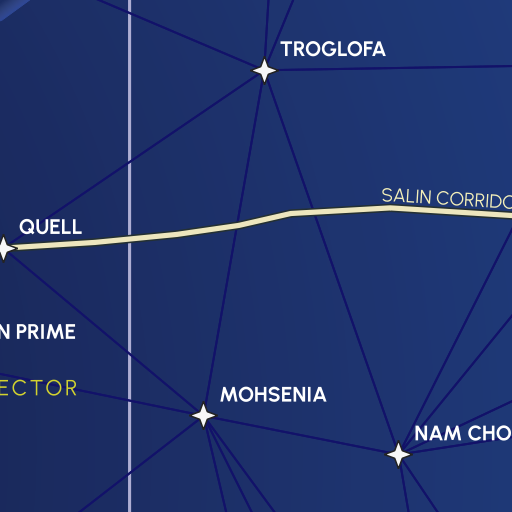 TROGLOFA
SALIN CORRIDO
QUELL
N PRIME
ECTOR
MOHSENIA
NAM CHO